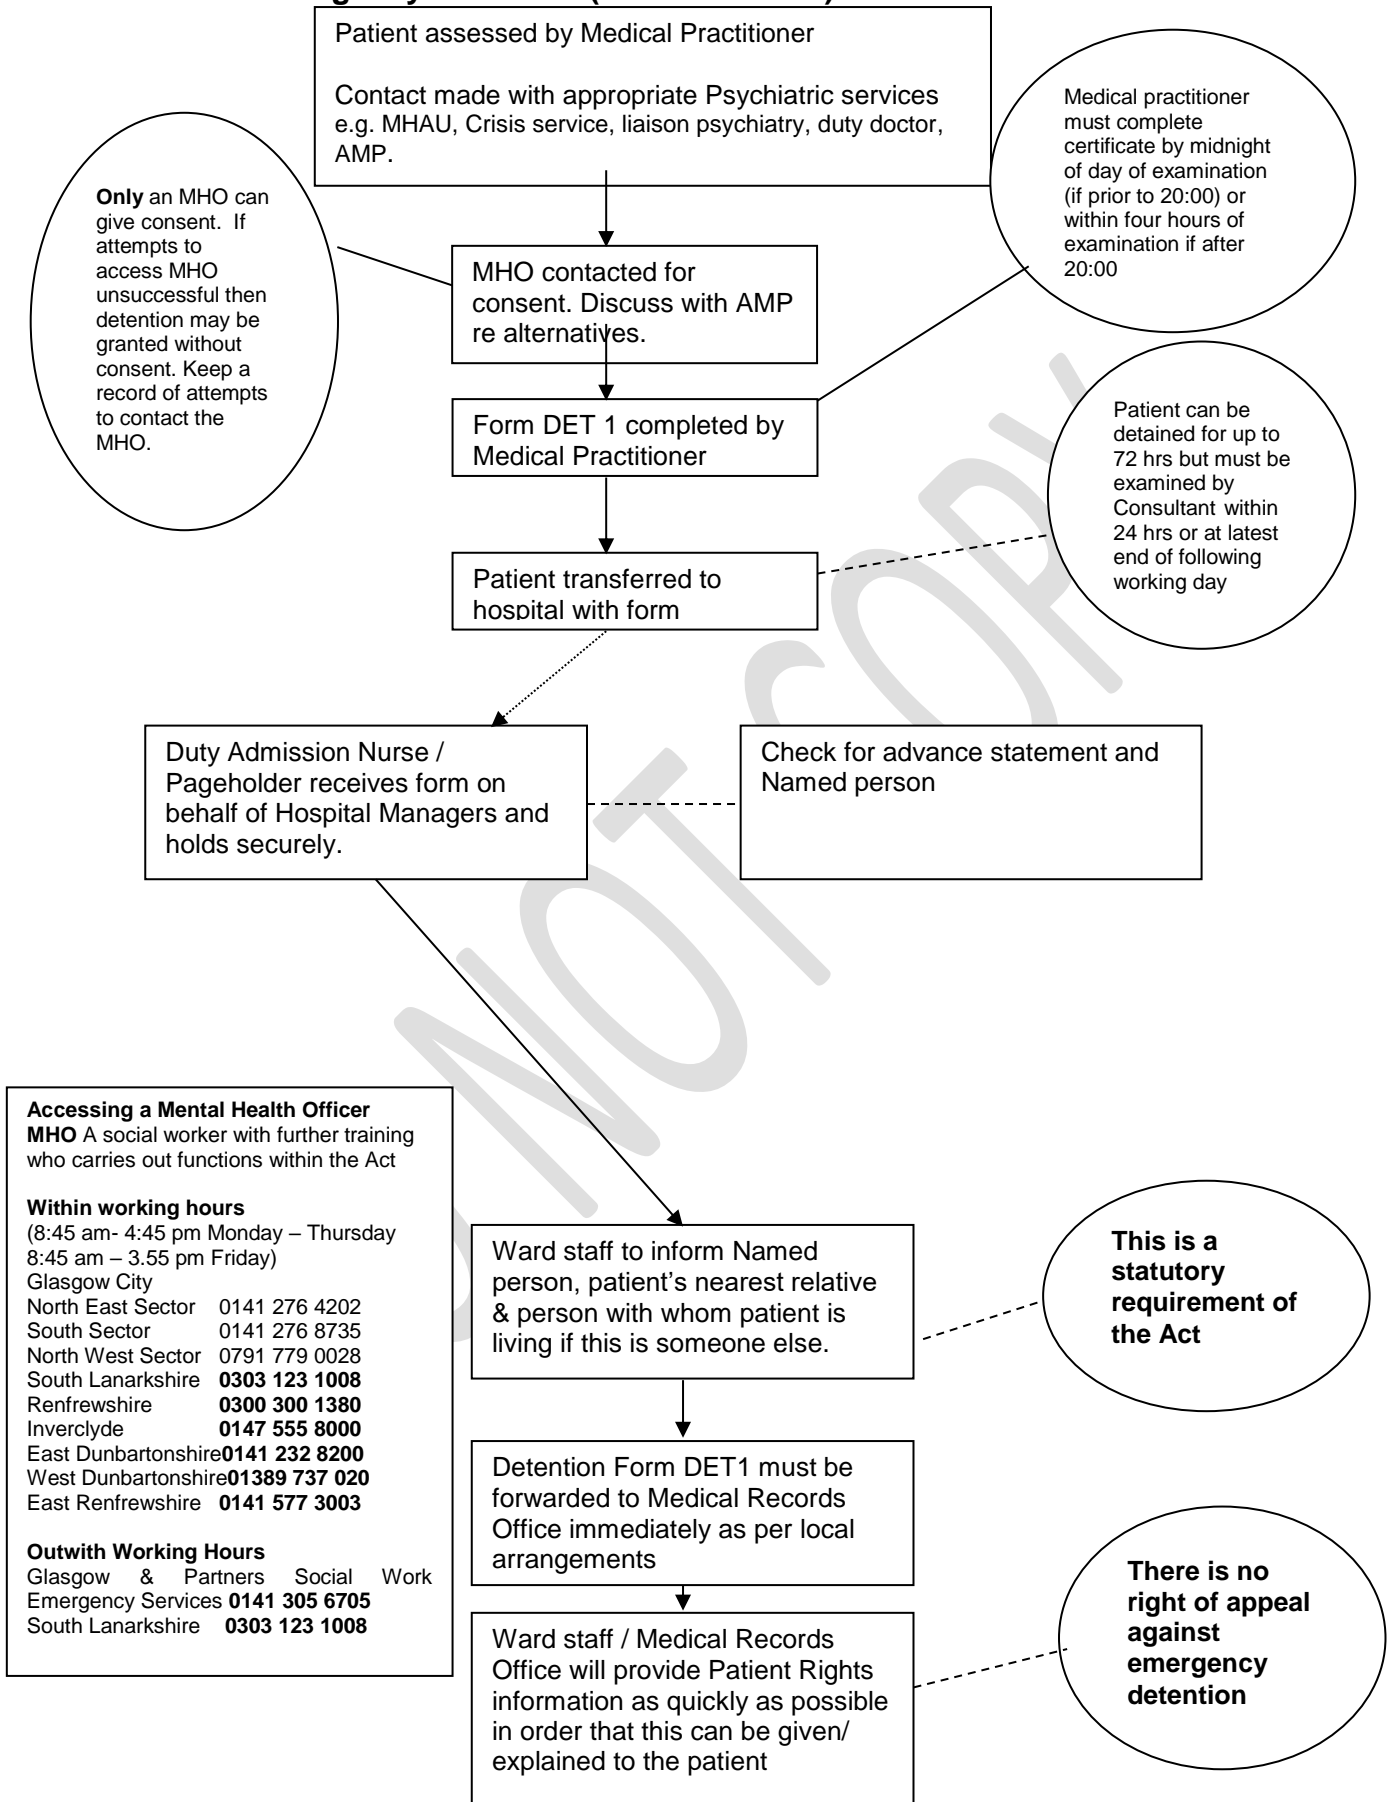 Patient assessed by Medical Practitioner
Contact made with appropriate Psychiatric services
e.g. MHAU, Crisis service, liaison psychiatry, duty doctor,
AMP.
Medical practitioner
must complete
certificate by midnight
of day of examination
(if prior to 20:00) or
within four hours of
examination if after
20:00
Only an MHO can
give consent.  If
attempts to
access MHO
unsuccessful then
detention may be
granted without
consent. Keep a
record of attempts
to contact the
MHO.
MHO contacted for
consent. Discuss with AMP
re alternatives.
Form DET 1 completed by
Medical Practitioner
Patient can be
detained for up to
72 hrs but must be
examined by
Consultant within
24 hrs or at latest
end of following
working day
Patient transferred to
hospital with form
Duty Admission Nurse /
Pageholder receives form on
behalf of Hospital Managers and
holds securely.
Check for advance statement and
Named person
Accessing a Mental Health Officer
MHO A social worker with further training
who carries out functions within the Act
Within working hours
(8:45 am- 4:45 pm Monday – Thursday
8:45 am – 3.55 pm Friday)
Glasgow City
North East Sector 0141 276 4202
South Sector 0141 276 8735
North West Sector 0791 779 0028
South Lanarkshire 0303 123 1008
Renfrewshire 0300 300 1380
Inverclyde 0147 555 8000
East Dunbartonshire0141 232 8200
West Dunbartonshire01389 737 020
East Renfrewshire 0141 577 3003
Outwith Working Hours
Glasgow & Partners Social Work
Emergency Services 0141 305 6705
South Lanarkshire 0303 123 1008
Ward staff to inform Named
person, patient’s nearest relative
& person with whom patient is
living if this is someone else.
This is a
statutory
requirement of
the Act
Detention Form DET1 must be
forwarded to Medical Records
Office immediately as per local
arrangements
There is no
right of appeal
against
emergency
detention
Ward staff / Medical Records
Office will provide Patient Rights
information as quickly as possible
in order that this can be given/
explained to the patient
NOT COPY